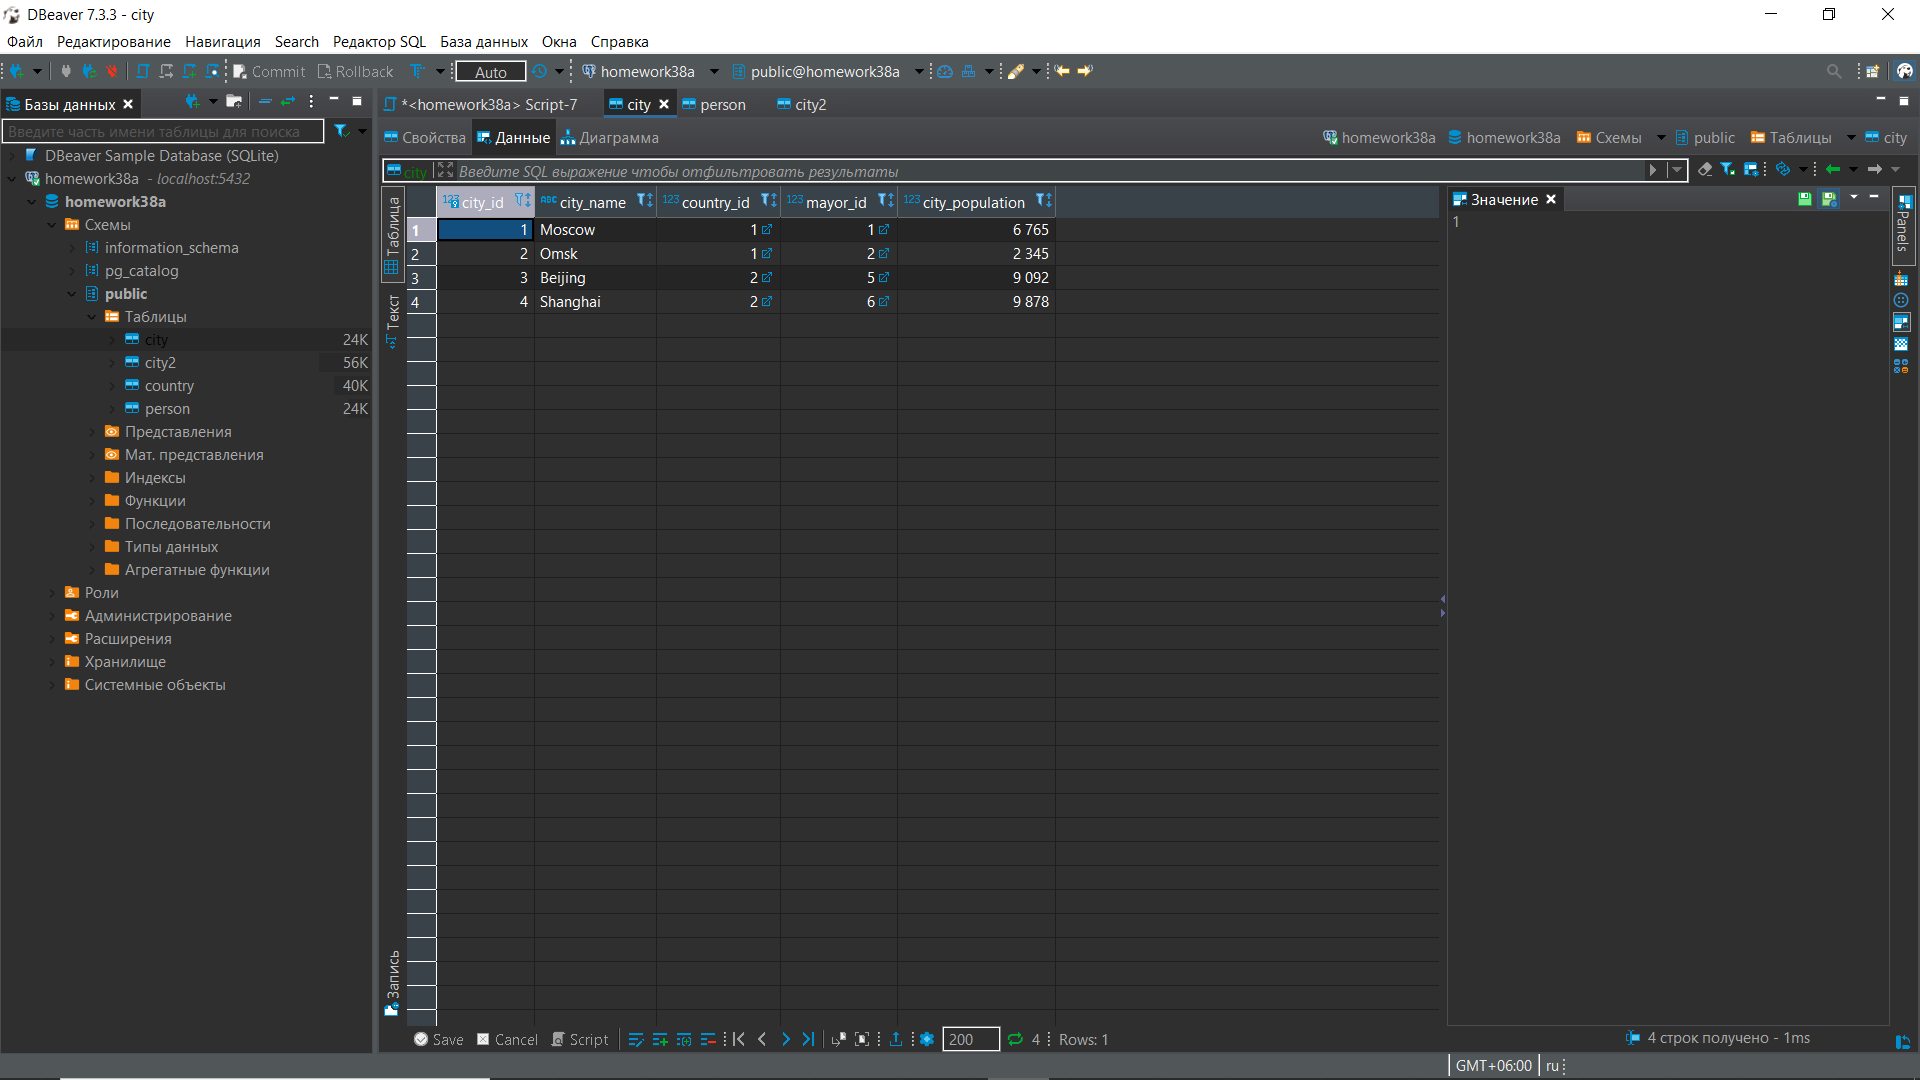 DBeaver 7.3.3 - city
Файл Редактирование Навигация Search Редактор SQL База данных Окна Справка
Commit Rollback Auto homework38a public@homework38a
Базы данных
*<homework38a> Script-7 city person city2
Введите часть имени таблицы для поиска
Свойства Данные Диаграмма homework38a homework38a Схемы public Таблицы city
city Введите SQL выражение чтобы отфильтровать результаты
DBeaver Sample Database (SQLite)
homework38a - localhost:5432
homework38a
Схемы
information_schema
pg_catalog
public
Таблицы
city 24K
city2 56K
country 40K
person 24K
Представления
Мат. представления
Индексы
Функции
Последовательности
Типы данных
Агрегатные функции
Роли
Администрирование
Расширения
Хранилище
Системные объекты
Таблица
Текст
Запись
123 city_id ABC city_name 123 country_id 123 mayor_id 123 city_population
1 1 Moscow 1 1 6 765
2 2 Omsk 1 2 2 345
3 3 Beijing 2 5 9 092
4 4 Shanghai 2 6 9 878
Значение
1
Panels
Save Cancel Script 200 4 Rows: 1
4 строк получено - 1ms
GMT+06:00 ru